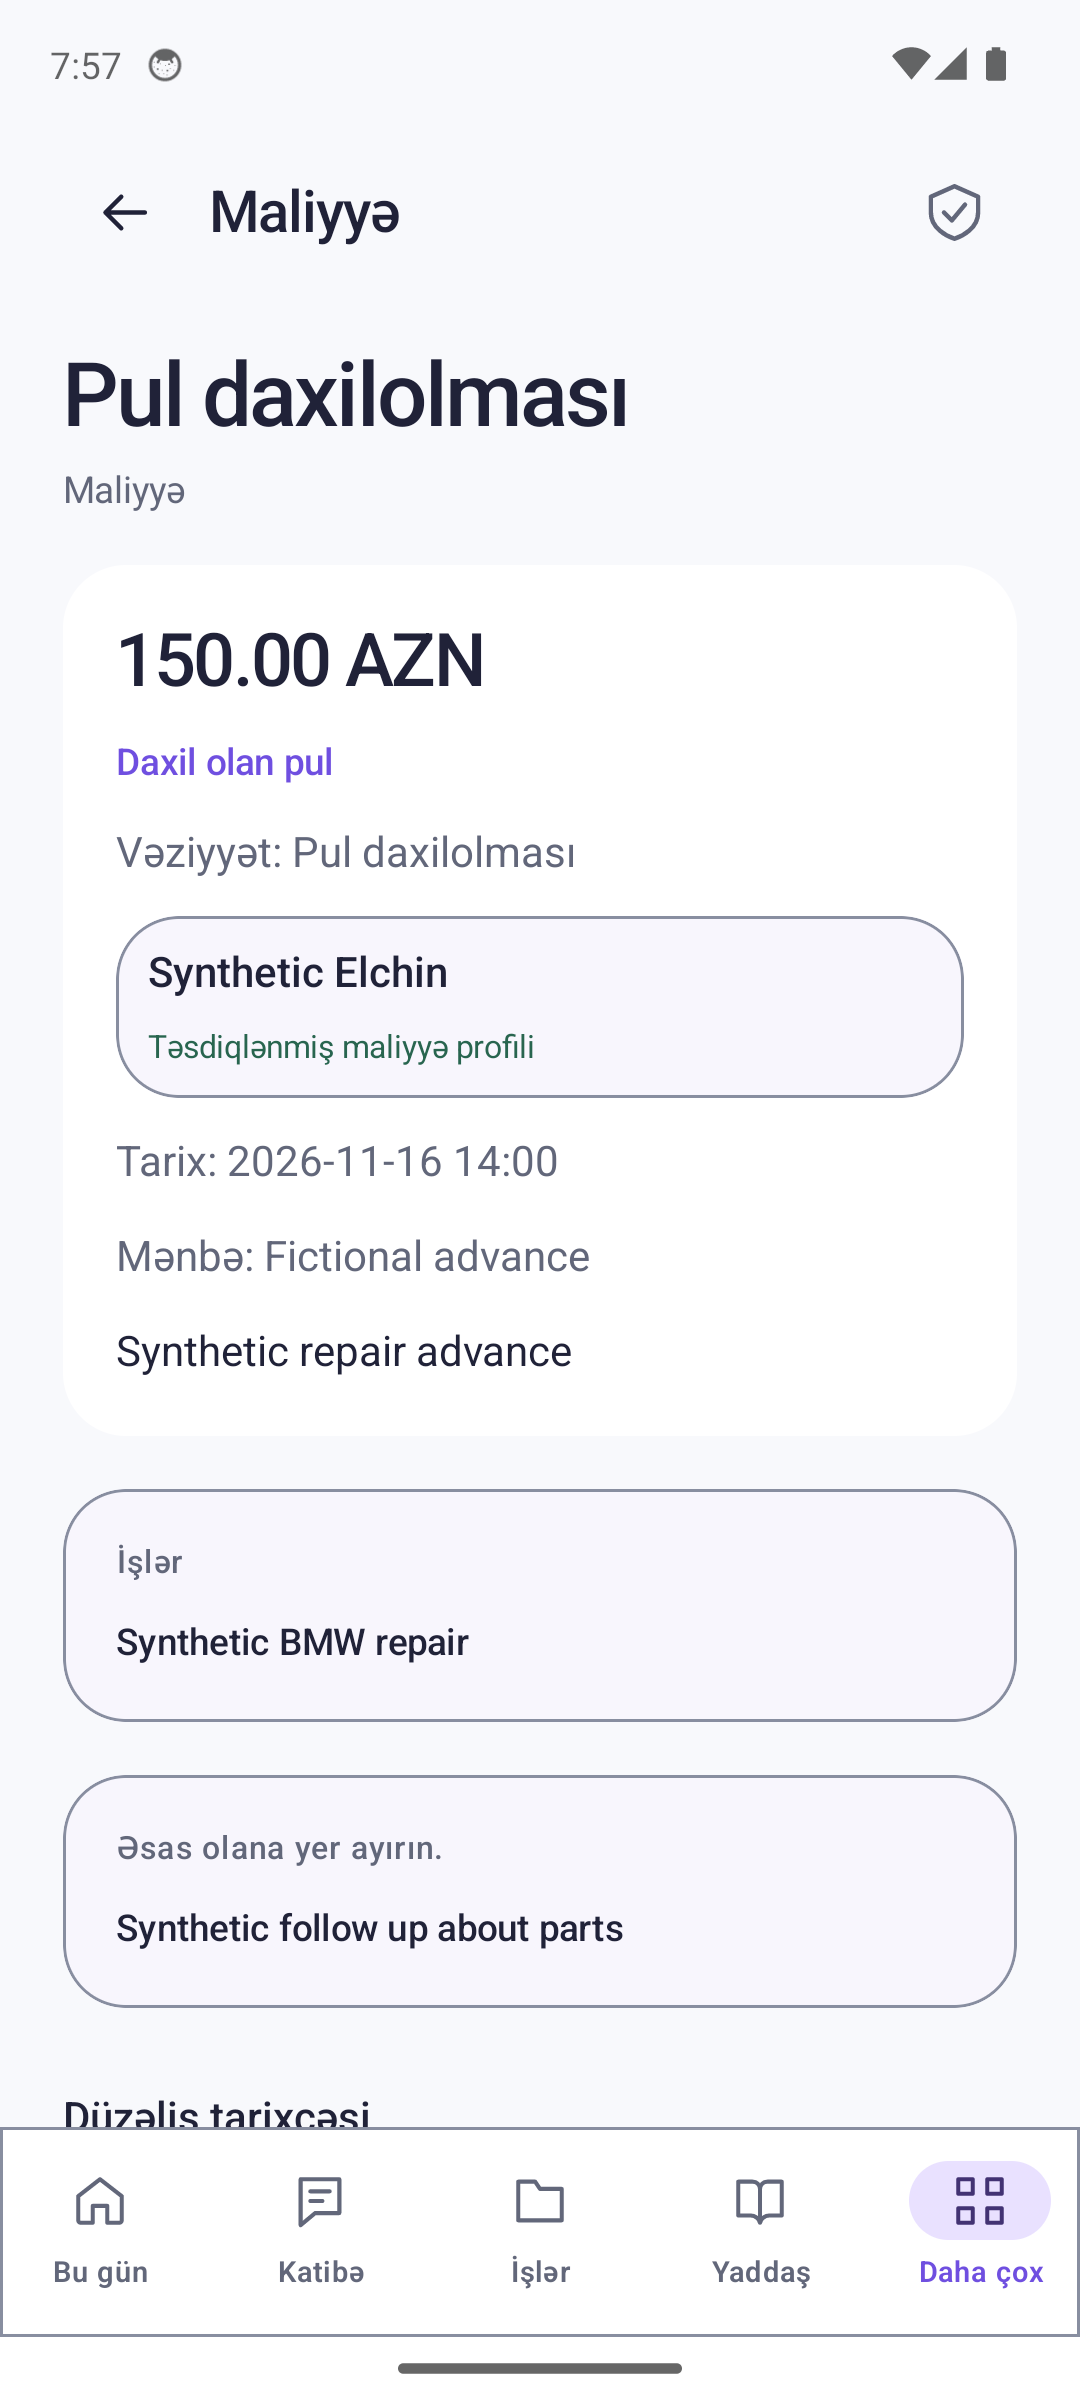 7:57
Maliyyə
Pul daxilolması
Maliyyə
150.00 AZN
Daxil olan pul
Vəziyyət: Pul daxilolması
Synthetic Elchin
Təsdiqlənmiş maliyyə profili
Tarix: 2026-11-16 14:00
Mənbə: Fictional advance
Synthetic repair advance
İşlər
Synthetic BMW repair
Əsas olana yer ayırın.
Synthetic follow up about parts
Düzəliş tarixçəsi
Bu gün
Katibə
İşlər
Yaddaş
Daha çox